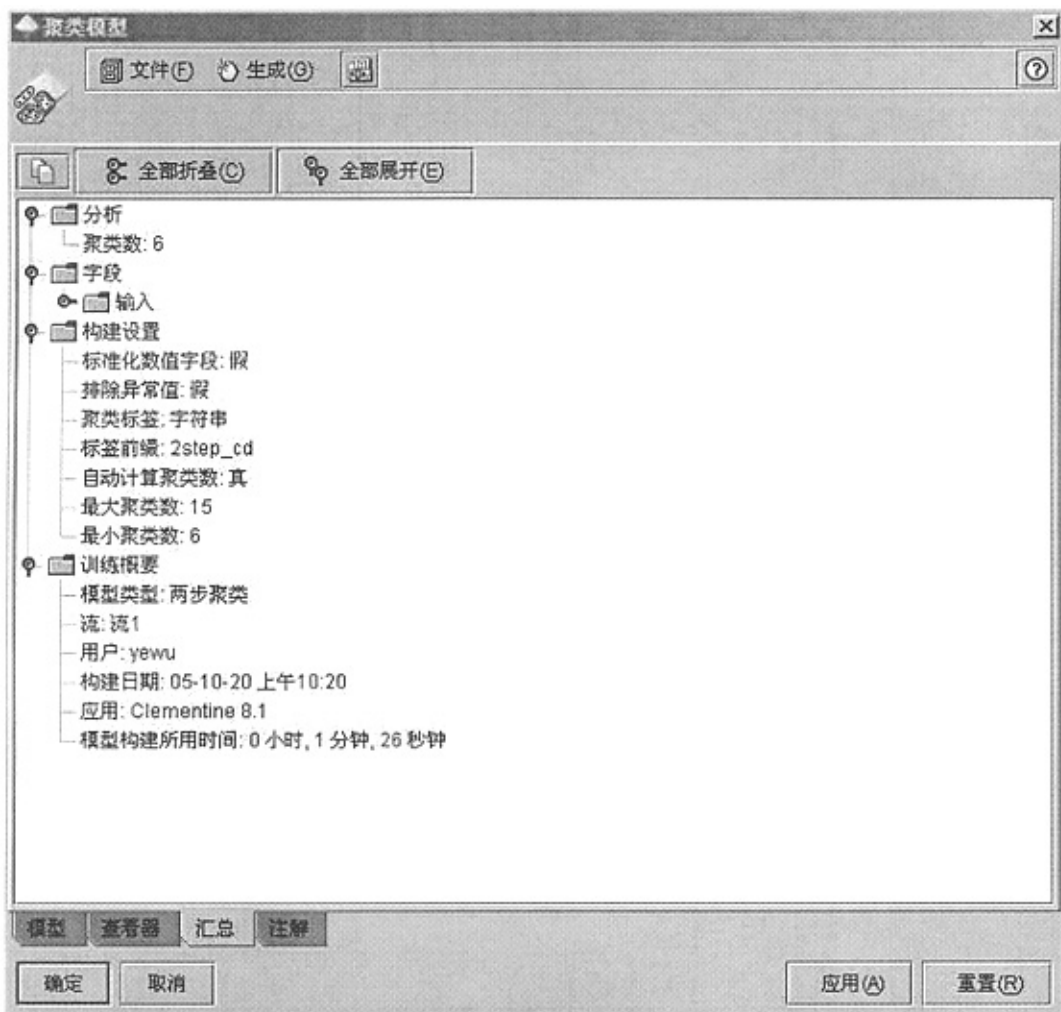 聚类模型
文件(F) 生成(G)
全部折叠(C) 全部展开(E)
分析
聚类数: 6
字段
输入
构建设置
标准化数值字段: 假
排除异常值: 假
聚类标签: 字符串
标签前缀: 2step_cd
自动计算聚类数: 真
最大聚类数: 15
最小聚类数: 6
训练概要
模型类型: 两步聚类
流: 流1
用户: yewu
构建日期: 05-10-20 上午10:20
应用: Clementine 8.1
模型构建所用时间: 0 小时, 1 分钟, 26 秒钟
模型 查看器 汇总 注解
确定 取消 应用(A) 重置(R)